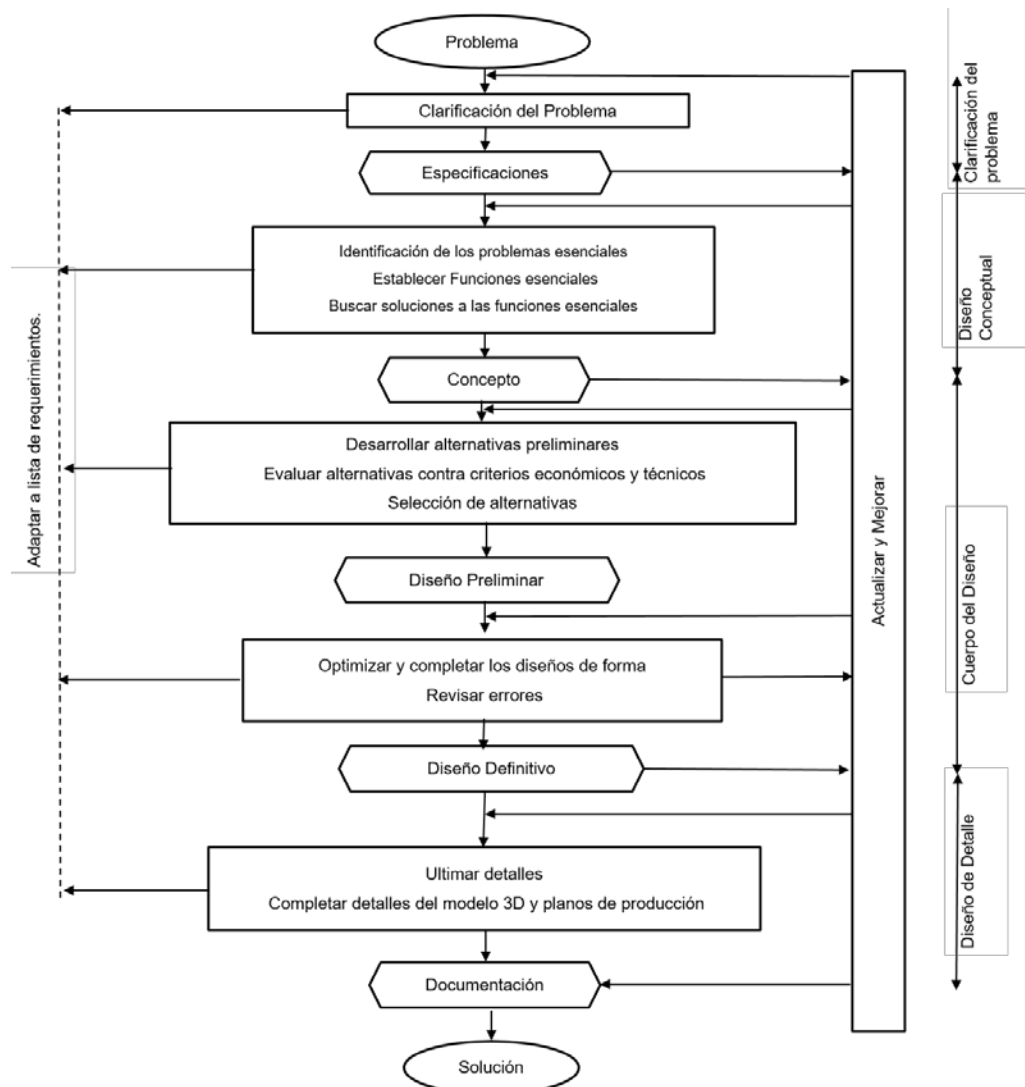 Problema
Clarificación del Problema
Especificaciones
Identificación de los problemas esenciales
Establecer Funciones esenciales
Buscar soluciones a las funciones esenciales
Concepto
Desarrollar alternativas preliminares
Evaluar alternativas contra criterios económicos y técnicos
Selección de alternativas
Diseño Preliminar
Optimizar y completar los diseños de forma
Revisar errores
Diseño Definitivo
Ultimar detalles
Completar detalles del modelo 3D y planos de producción
Documentación
Solución
Adaptar a lista de requerimientos.
Actualizar y Mejorar
Clarificación del
problema
Diseño
Conceptual
Cuerpo del Diseño
Diseño de Detalle